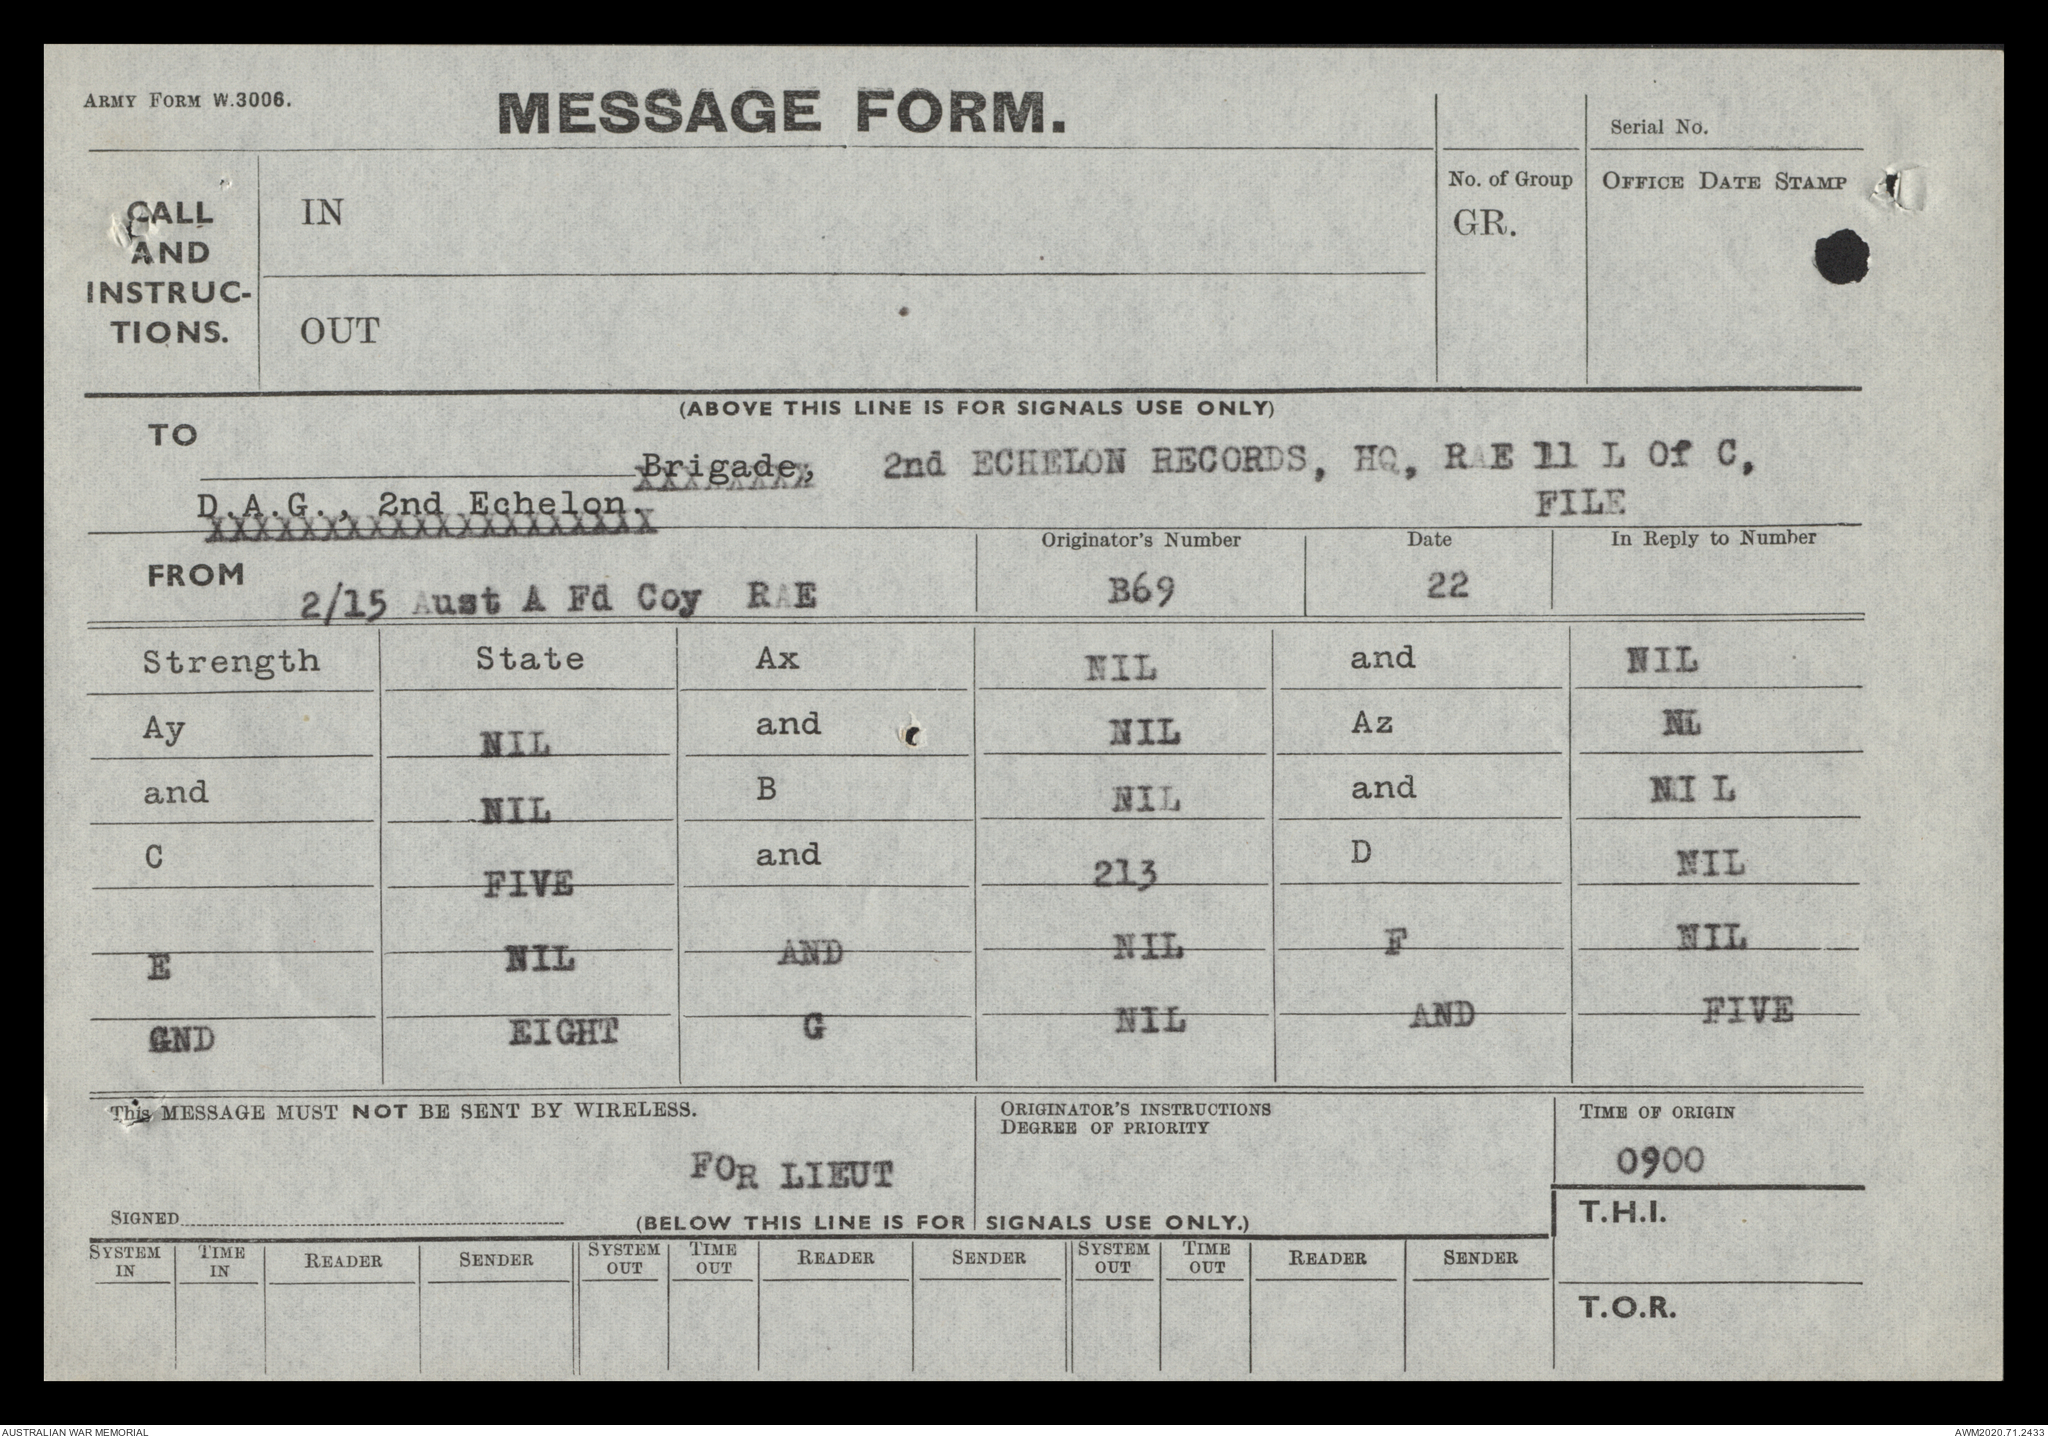 ARMY FORM W.3006.
MESSAGE FORM.
Serial No.
CALL
AND
INSTRUC-
TIONS.
IN
OUT
No. of Group
GR.
OFFICE DATE STAMP
(ABOVE THIS LINE IS FOR SIGNALS USE ONLY)
TO
Brigade, 2nd ECHELON RECORDS, HQ, RAE 11 L Of C,
D.A.G., 2nd Echelon. FILE
FROM 2/15 Aust A Fd Coy RAE
Originator's Number
B69
Date
22
In Reply to Number
Strength State Ax NIL and NIL
Ay NIL and NIL Az NL
and NIL B NIL and NI L
C FIVE and 213 D NIL
E NIL AND NIL F NIL
GND EIGHT G NIL AND FIVE
This MESSAGE MUST NOT BE SENT BY WIRELESS.
ORIGINATOR'S INSTRUCTIONS
DEGREE OF PRIORITY
TIME OF ORIGIN
0900
FOR LIEUT
SIGNED
(BELOW THIS LINE IS FOR SIGNALS USE ONLY.)
T.H.I.
SYSTEM IN TIME IN READER SENDER SYSTEM OUT TIME OUT READER SENDER SYSTEM OUT TIME OUT READER SENDER
T.O.R.
AUSTRALIAN WAR MEMORIAL
AWM2020.71.2433